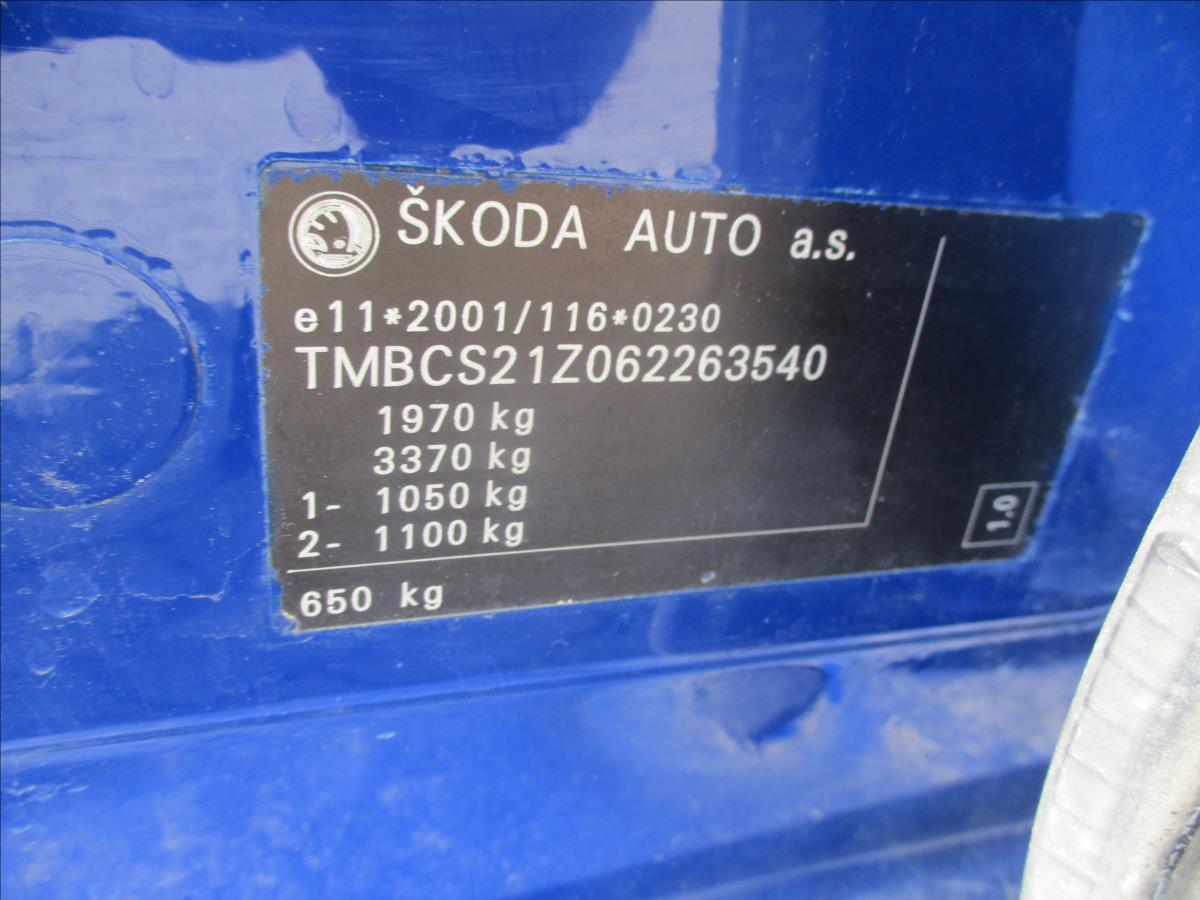 ŠKODA AUTO a.s.
e11*2001/116*0230
TMBCS21Z062263540
1970 kg
3370 kg
1- 1050 kg
2- 1100 kg
650 kg
1.0